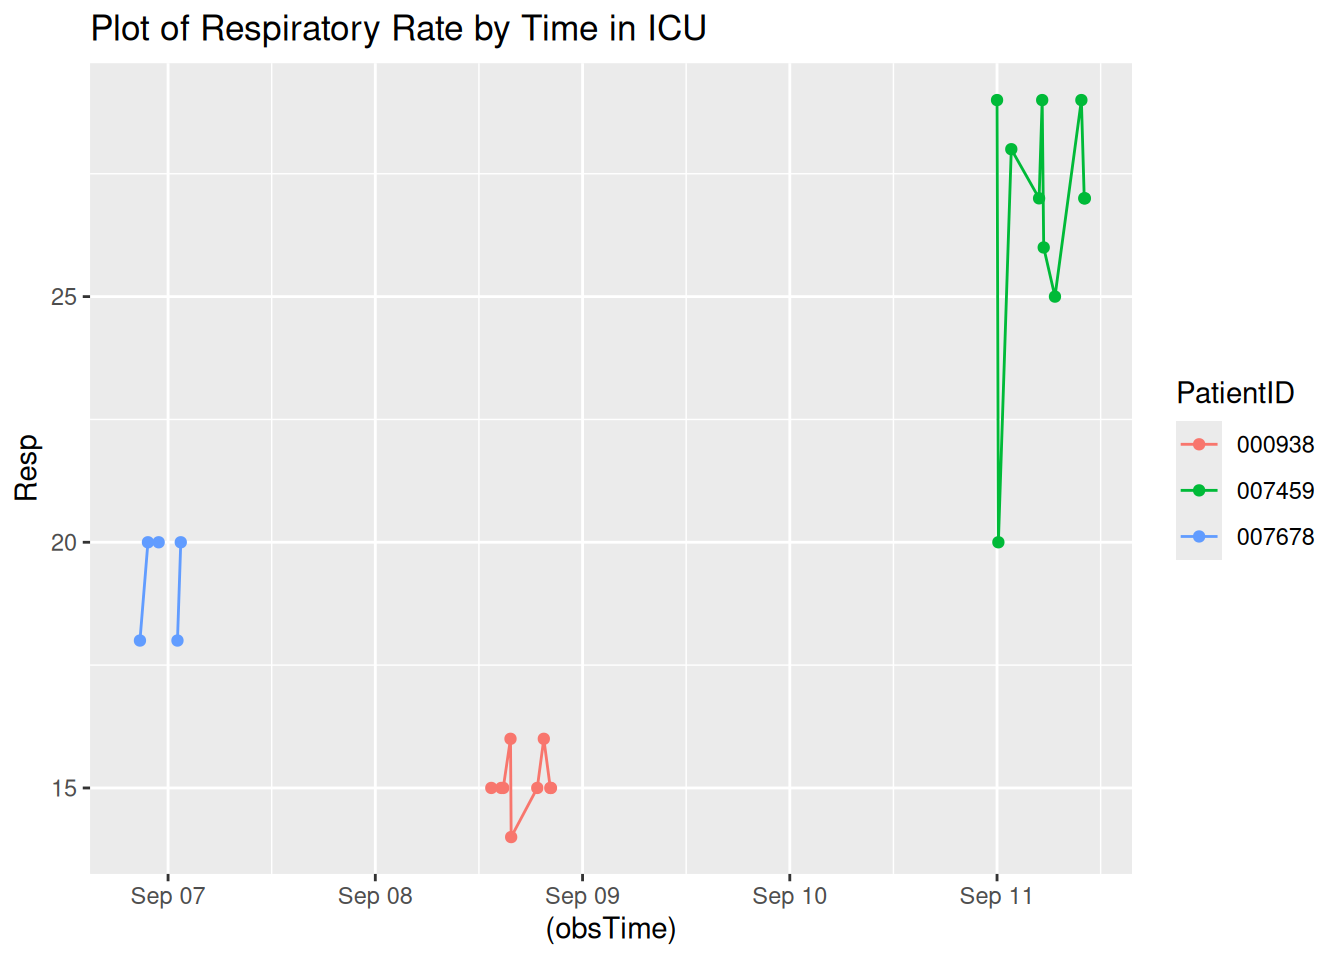 Plot of Respiratory Rate by Time in ICU
Resp
25
20
15
Sep 07 Sep 08 Sep 09 Sep 10 Sep 11
(obsTime)
PatientID
000938
007459
007678